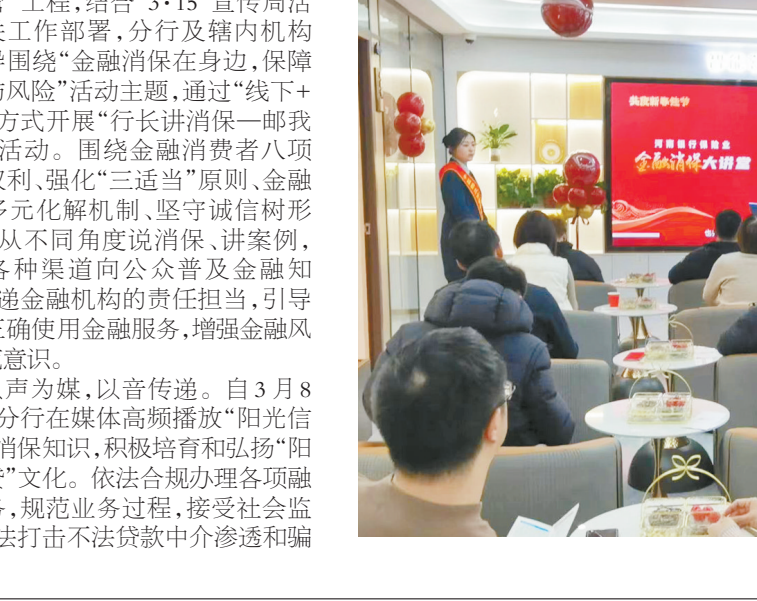 工程,结合“3·15”宣传周活
工作部署,分行及辖内机构
围绕“金融消保在身边,保障
风险”活动主题,通过“线下+
方式开展“行长讲消保—邮我
活动。围绕金融消费者八项
权利、强化“三适当”原则、金融
多元化解机制、坚守诚信树形
从不同角度说消保、讲案例,
各种渠道向公众普及金融知
递金融机构的责任担当,引导
正确使用金融服务,增强金融风
意识。
声为媒,以音传递。自3月8
分行在媒体高频播放“阳光信
消保知识,积极培育和弘扬“阳
”文化。依法合规办理各项融
,规范业务过程,接受社会监
法打击不法贷款中介渗透和骗
欢度新春佳节
河南银行保险业
金融消保大讲堂